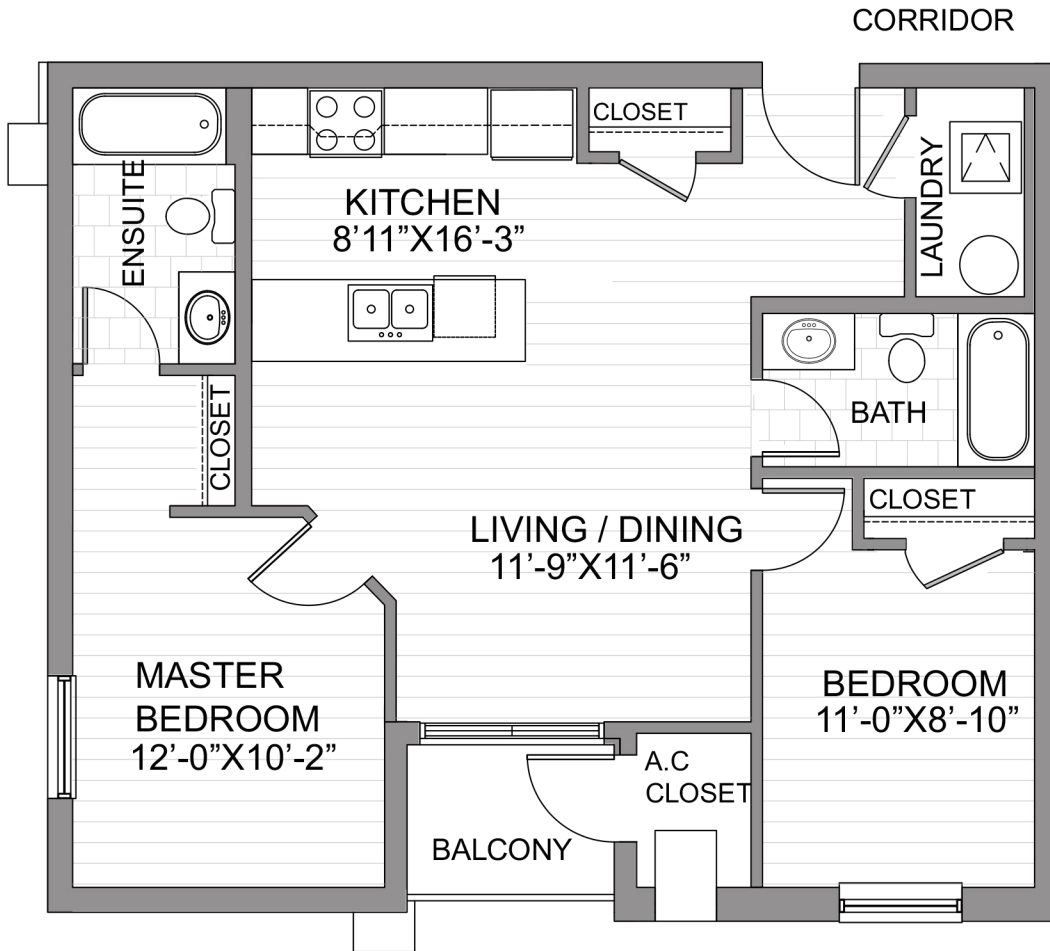 CORRIDOR
CLOSET
ENSUITE
KITCHEN
8'11”X16'-3”
LAUNDRY
CLOSET
BATH
CLOSET
LIVING / DINING
11'-9”X11'-6”
MASTER
BEDROOM
12'-0”X10'-2”
BEDROOM
11'-0”X8'-10”
A.C
CLOSET
BALCONY